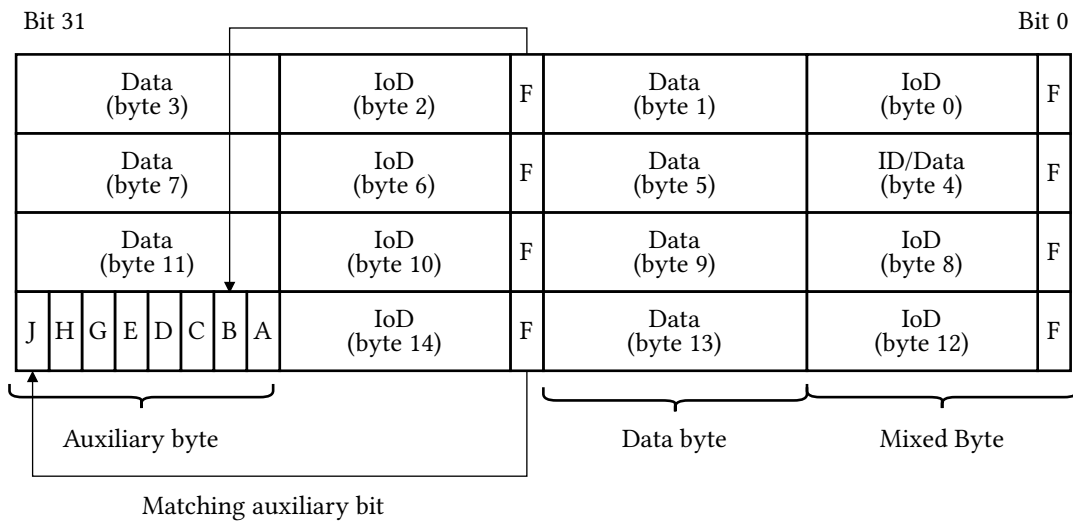 Bit 31 Bit 0
Data IoD F Data IoD F
(byte 3) (byte 2) (byte 1) (byte 0)
Data IoD F Data ID/Data F
(byte 7) (byte 6) (byte 5) (byte 4)
Data IoD F Data IoD F
(byte 11) (byte 10) (byte 9) (byte 8)
J H G E D C B A IoD F Data IoD F
(byte 14) (byte 13) (byte 12)
Auxiliary byte Data byte Mixed Byte
Matching auxiliary bit